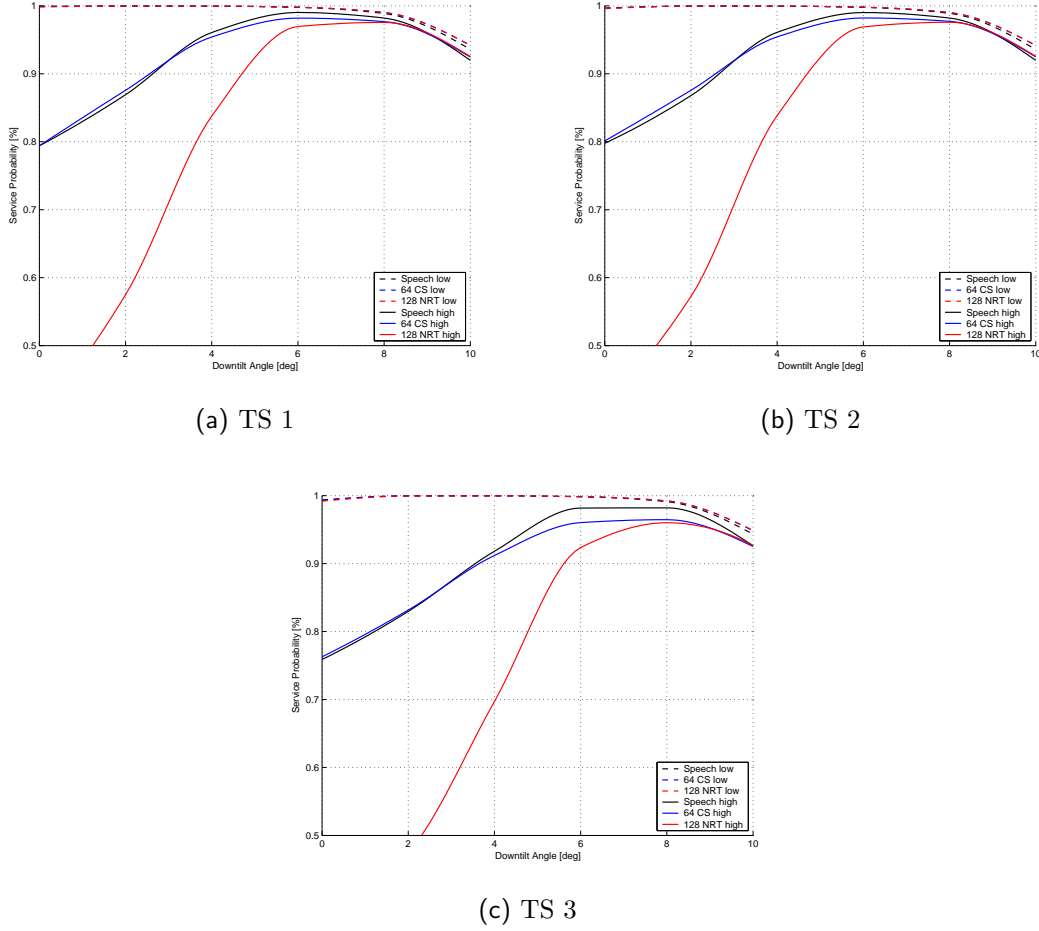 1
0.9
0.8
0.7
0.6
0.5
Service Probability [%]
Speech low
64 CS low
128 NRT low
Speech high
64 CS high
128 NRT high
0 2 4 6 8 10
Downtilt Angle [deg]
(a) TS 1
1
0.9
0.8
0.7
0.6
0.5
Service Probability [%]
Speech low
64 CS low
128 NRT low
Speech high
64 CS high
128 NRT high
0 2 4 6 8 10
Downtilt Angle [deg]
(b) TS 2
1
0.9
0.8
0.7
0.6
0.5
Service Probability [%]
Speech low
64 CS low
128 NRT low
Speech high
64 CS high
128 NRT high
0 2 4 6 8 10
Downtilt Angle [deg]
(c) TS 3